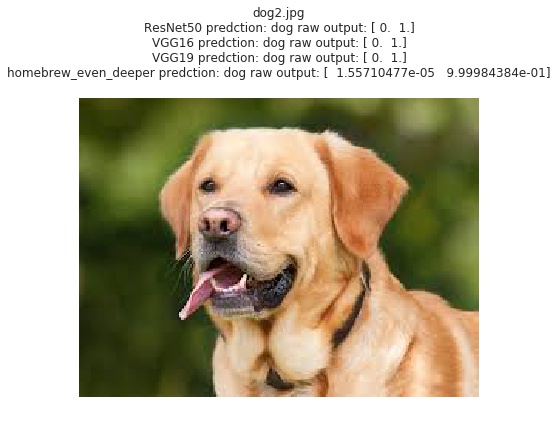 dog2.jpg
ResNet50 predction: dog raw output: [ 0.  1.]
VGG16 predction: dog raw output: [ 0.  1.]
VGG19 predction: dog raw output: [ 0.  1.]
homebrew_even_deeper predction: dog raw output: [  1.55710477e-05   9.99984384e-01]